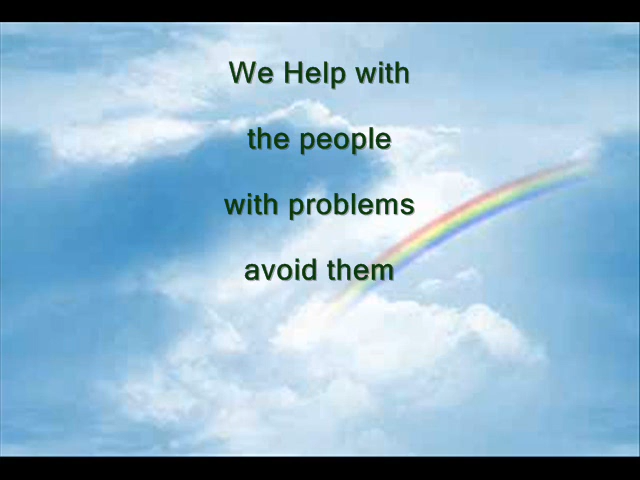 We Help with
the people
with problems
avoid them